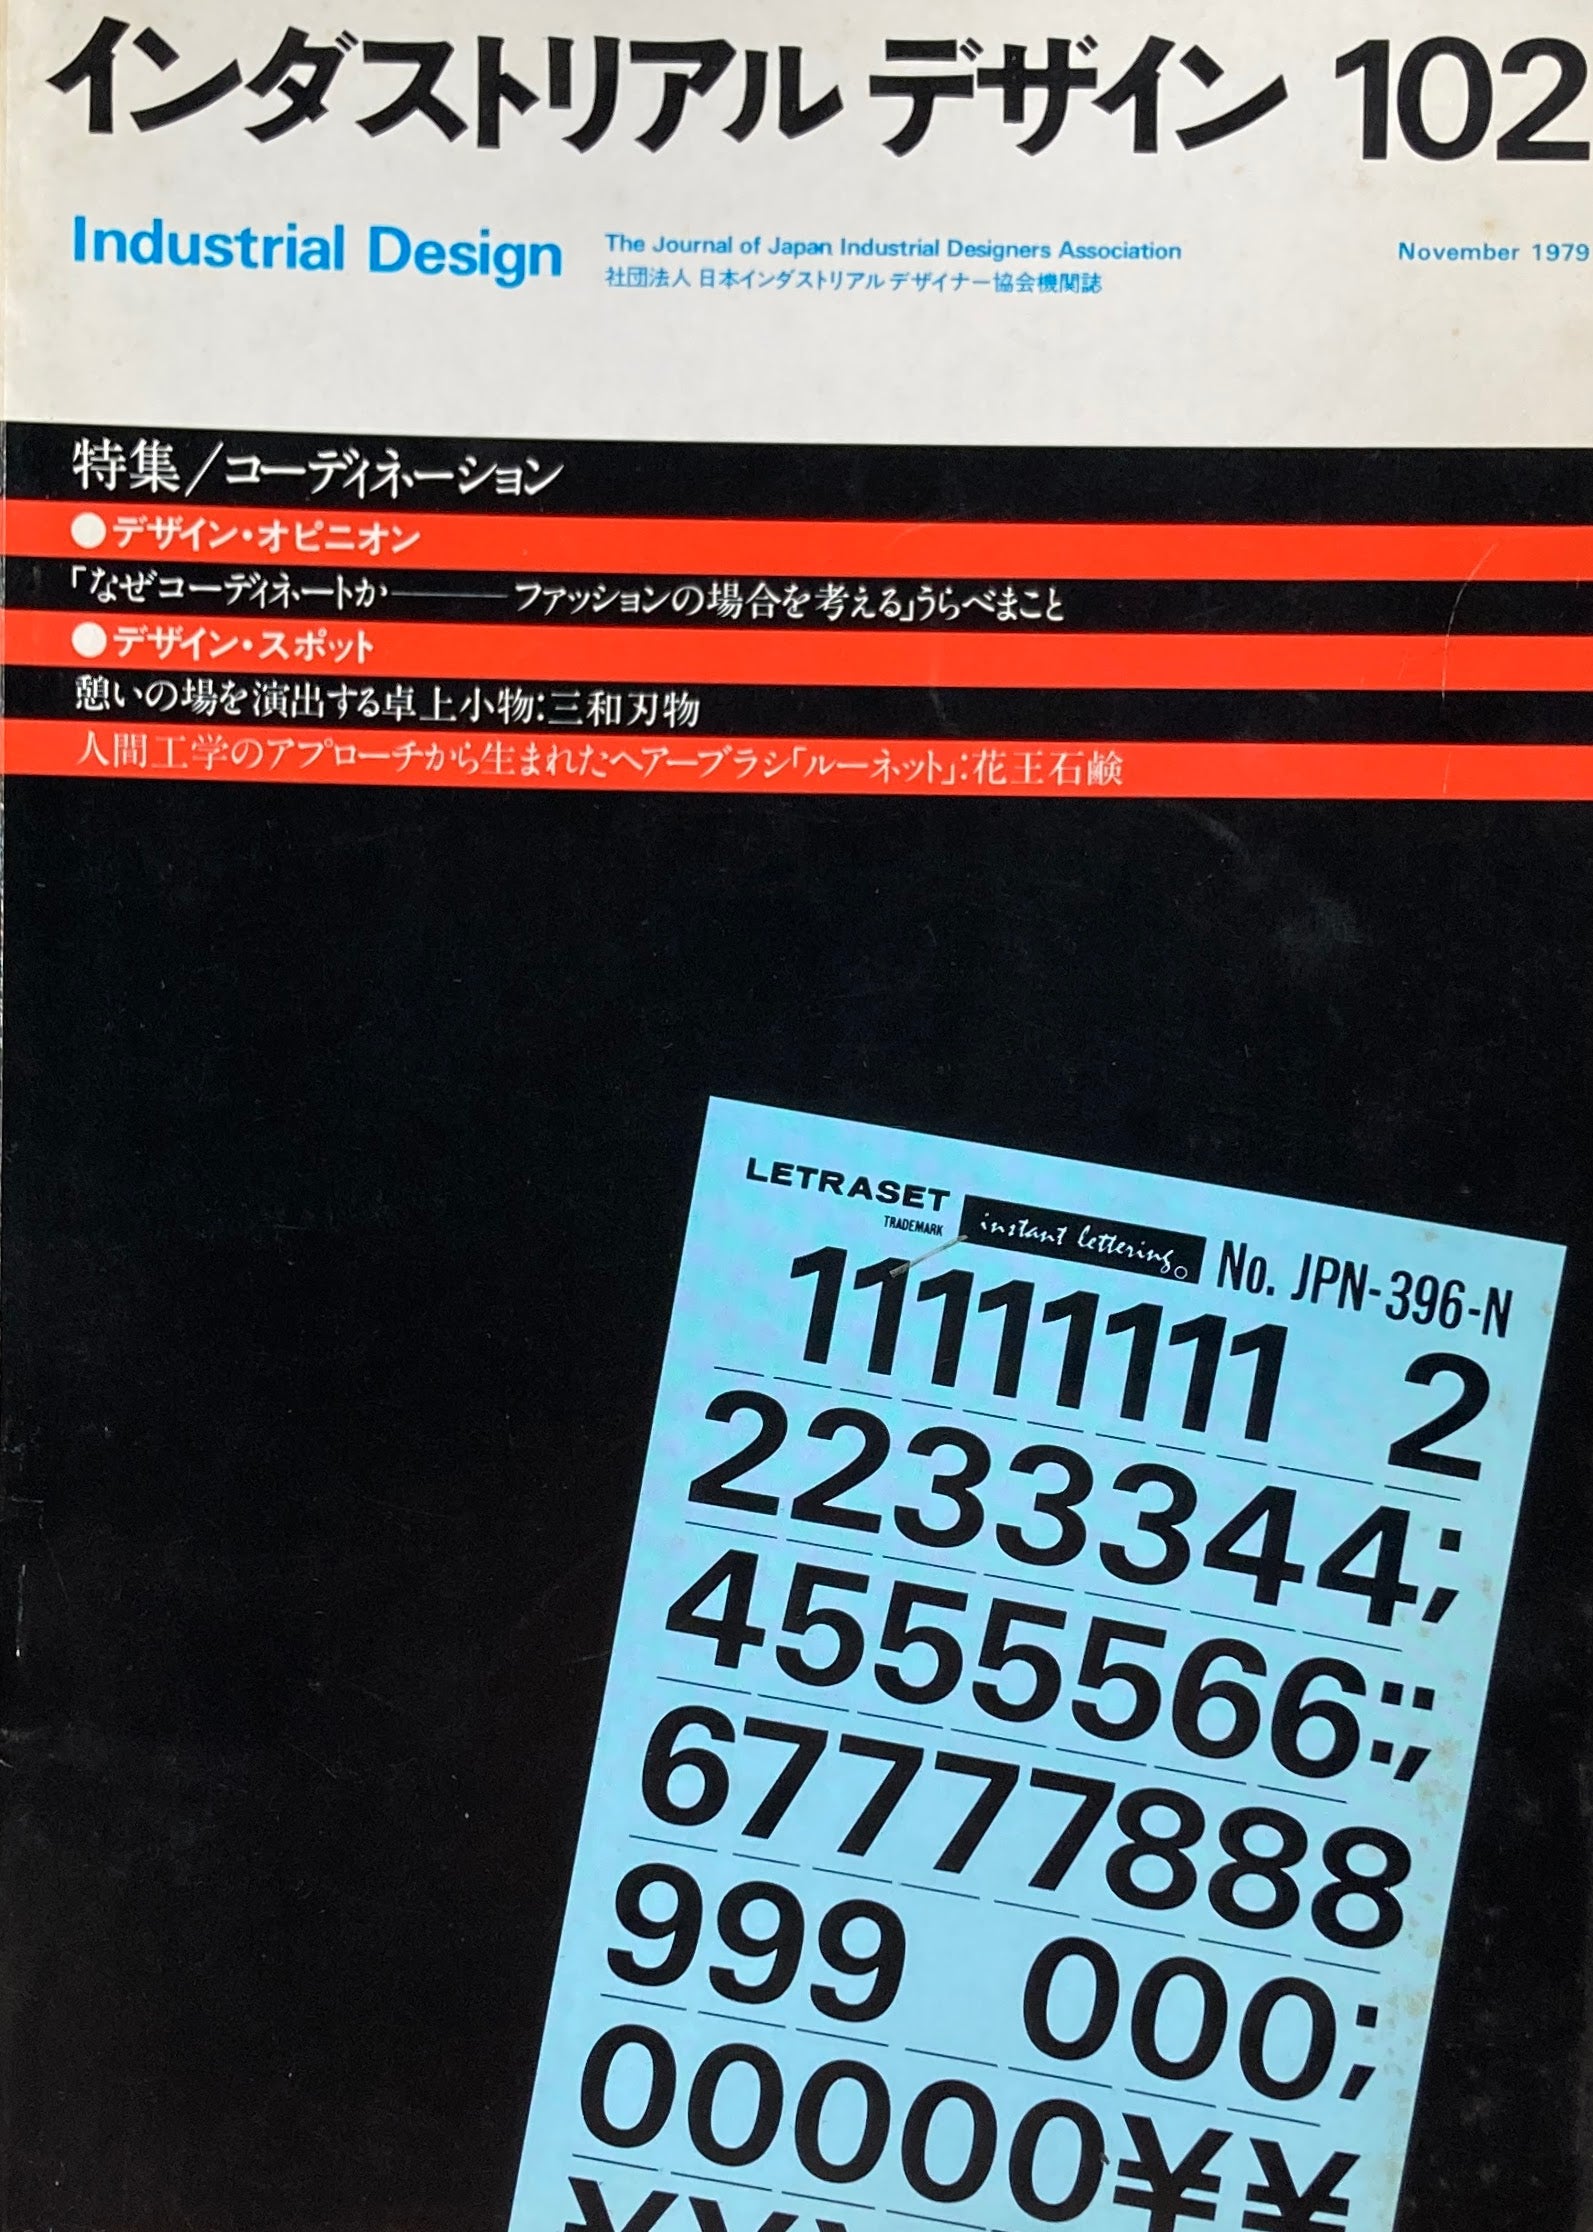 インダストリアル デザイン 102
Industrial Design
The Journal of Japan Industrial Designers Association
November 1979
社団法人 日本インダストリアル デザイナー協会機関誌
特集/コーディネーション
●デザイン・オピニオン
「なぜコーディネートか――ファッションの場合を考える」うらべまこと
●デザイン・スポット
憩いの場を演出する卓上小物:三和刃物
人間工学のアプローチから生まれたヘアーブラシ「ルーネット」:花王石鹸
LETRASET instant lettering No. JPN-396-N
TRADEMARK
11111111 2
2233344;
4555566:;,
67777888
999 000;
00000¥¥
¥¥¥